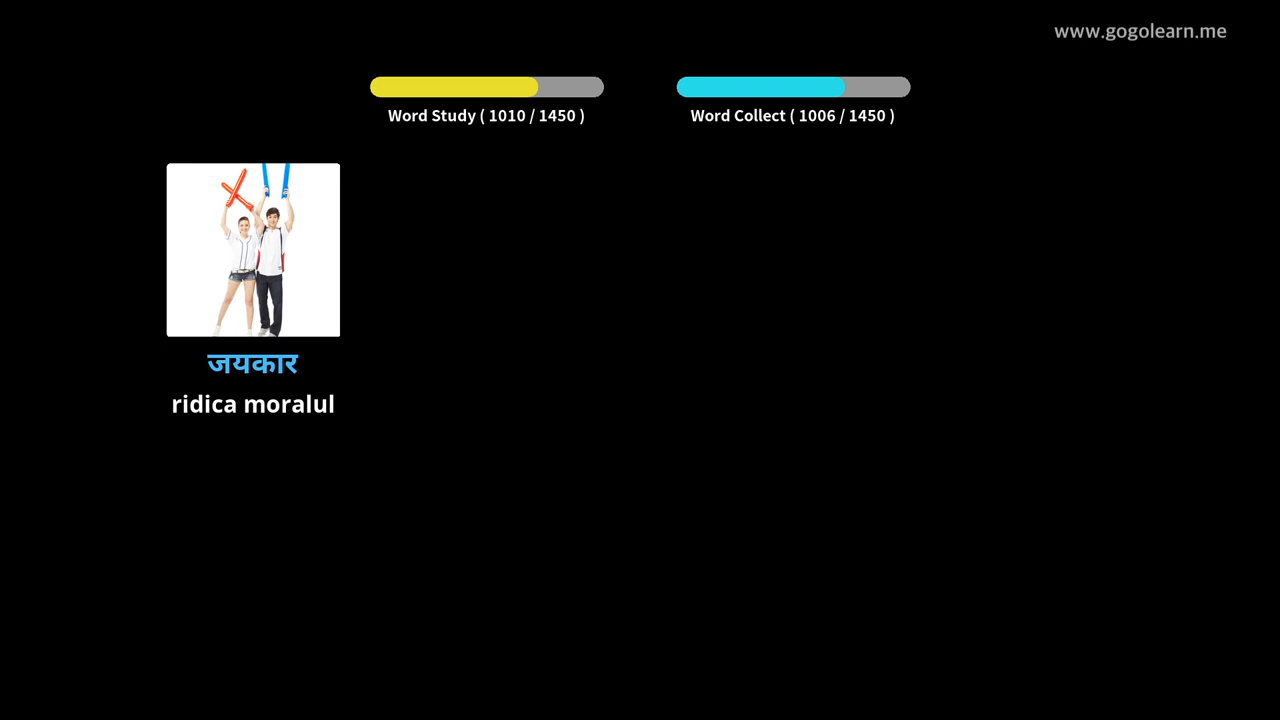 www.gogolearn.me
Word Study ( 1010 / 1450 )
Word Collect ( 1006 / 1450 )
जयकार
ridica moralul